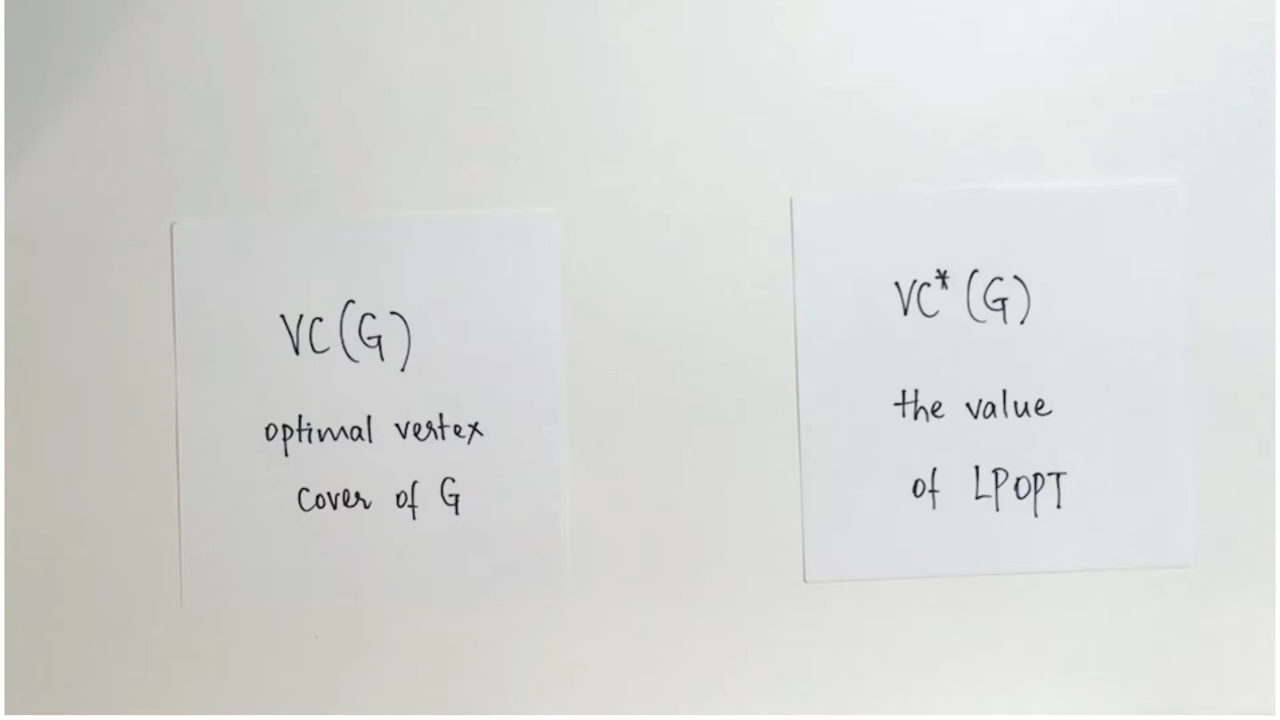 VC(G)
optimal vertex
cover of G
VC*(G)
the value
of LPOPT